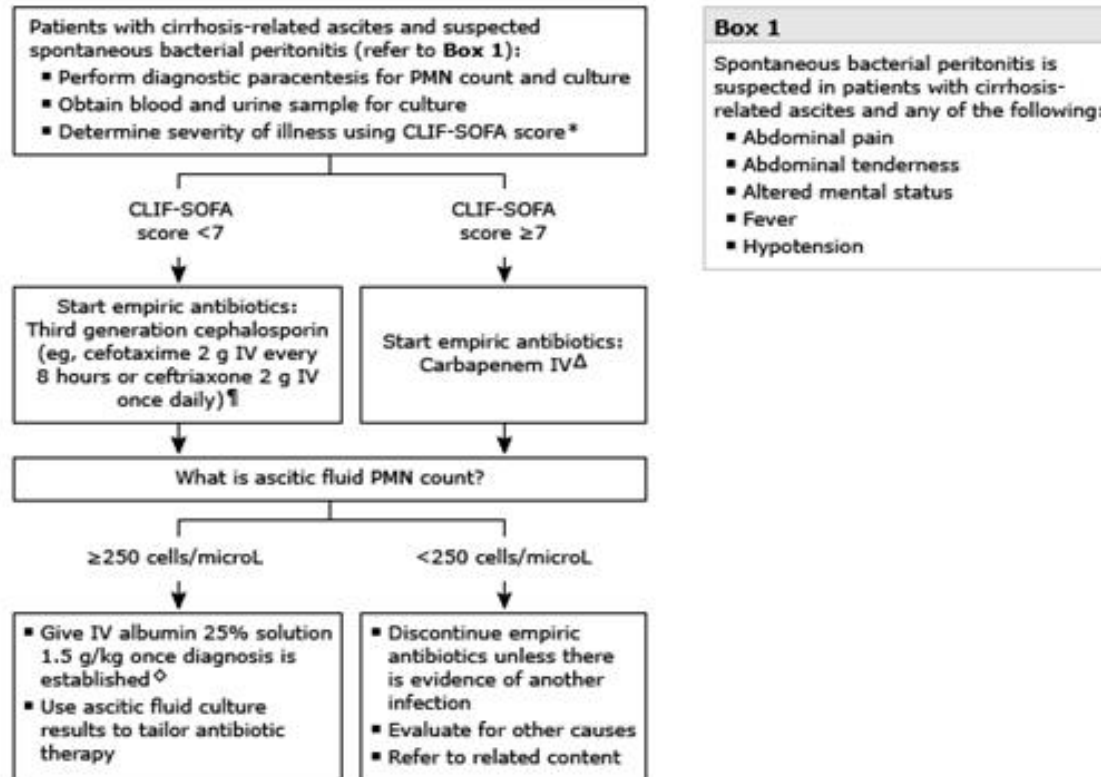 Patients with cirrhosis-related ascites and suspected
spontaneous bacterial peritonitis (refer to Box 1):
▪ Perform diagnostic paracentesis for PMN count and culture
▪ Obtain blood and urine sample for culture
▪ Determine severity of illness using CLIF-SOFA score*
CLIF-SOFA
score <7
CLIF-SOFA
score ≥7
Start empiric antibiotics:
Third generation cephalosporin
(eg, cefotaxime 2 g IV every
8 hours or ceftriaxone 2 g IV
once daily)¶
Start empiric antibiotics:
Carbapenem IVΔ
What is ascitic fluid PMN count?
≥250 cells/microL
<250 cells/microL
▪ Give IV albumin 25% solution
1.5 g/kg once diagnosis is
established◇
▪ Use ascitic fluid culture
results to tailor antibiotic
therapy
▪ Discontinue empiric
antibiotics unless there
is evidence of another
infection
▪ Evaluate for other causes
▪ Refer to related content
Box 1
Spontaneous bacterial peritonitis is
suspected in patients with cirrhosis-
related ascites and any of the following:
▪ Abdominal pain
▪ Abdominal tenderness
▪ Altered mental status
▪ Fever
▪ Hypotension